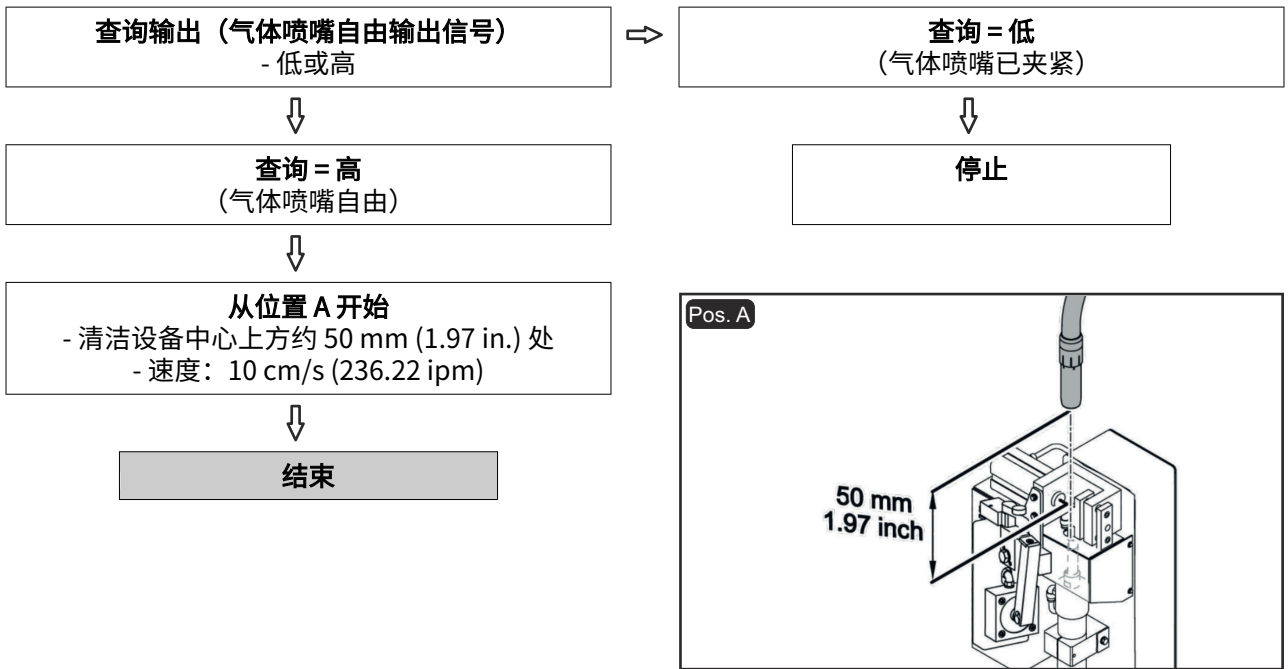 查询输出（气体喷嘴自由输出信号）
- 低或高
查询 = 低
（气体喷嘴已夹紧）
查询 = 高
（气体喷嘴自由）
停止
从位置 A 开始
- 清洁设备中心上方约 50 mm (1.97 in.) 处
- 速度：10 cm/s (236.22 ipm)
结束
Pos. A
50 mm
1.97 inch